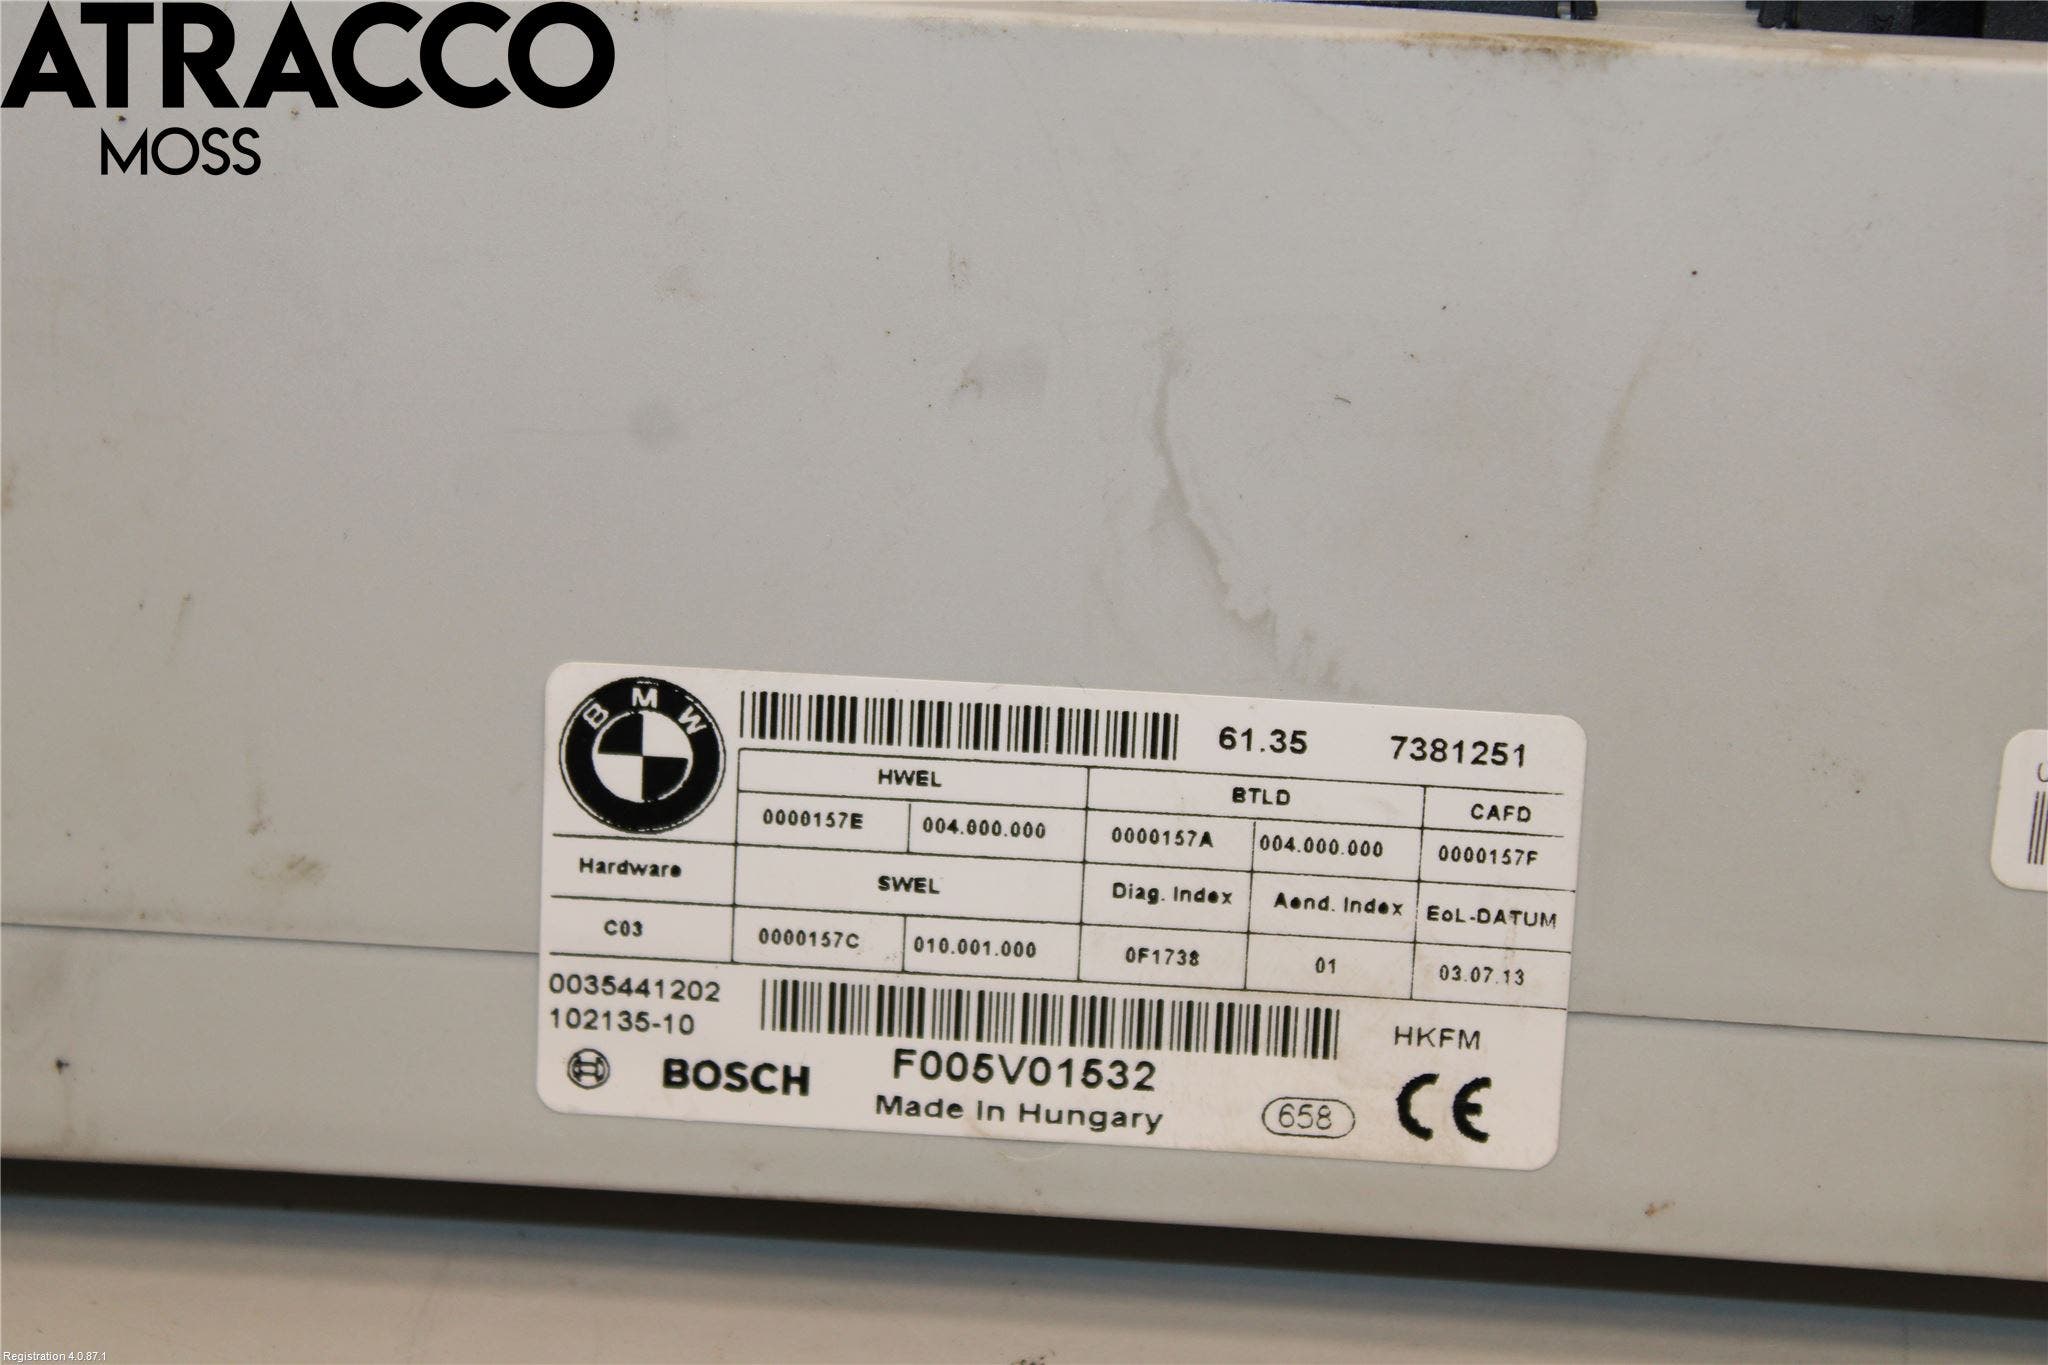 ATRACCO
MOSS
BMW
61.35 7381251
HWEL BTLD CAFD
0000157E 004.000.000 0000157A 004.000.000 0000157F
Hardware SWEL Diag. Index Aend. Index EoL-DATUM
C03 0000157C 010.001.000 0F1738 01 03.07.13
0035441202
102135-10 HKFM
BOSCH F005V01532
Made In Hungary 658 CE
Registration 4.0.87.1